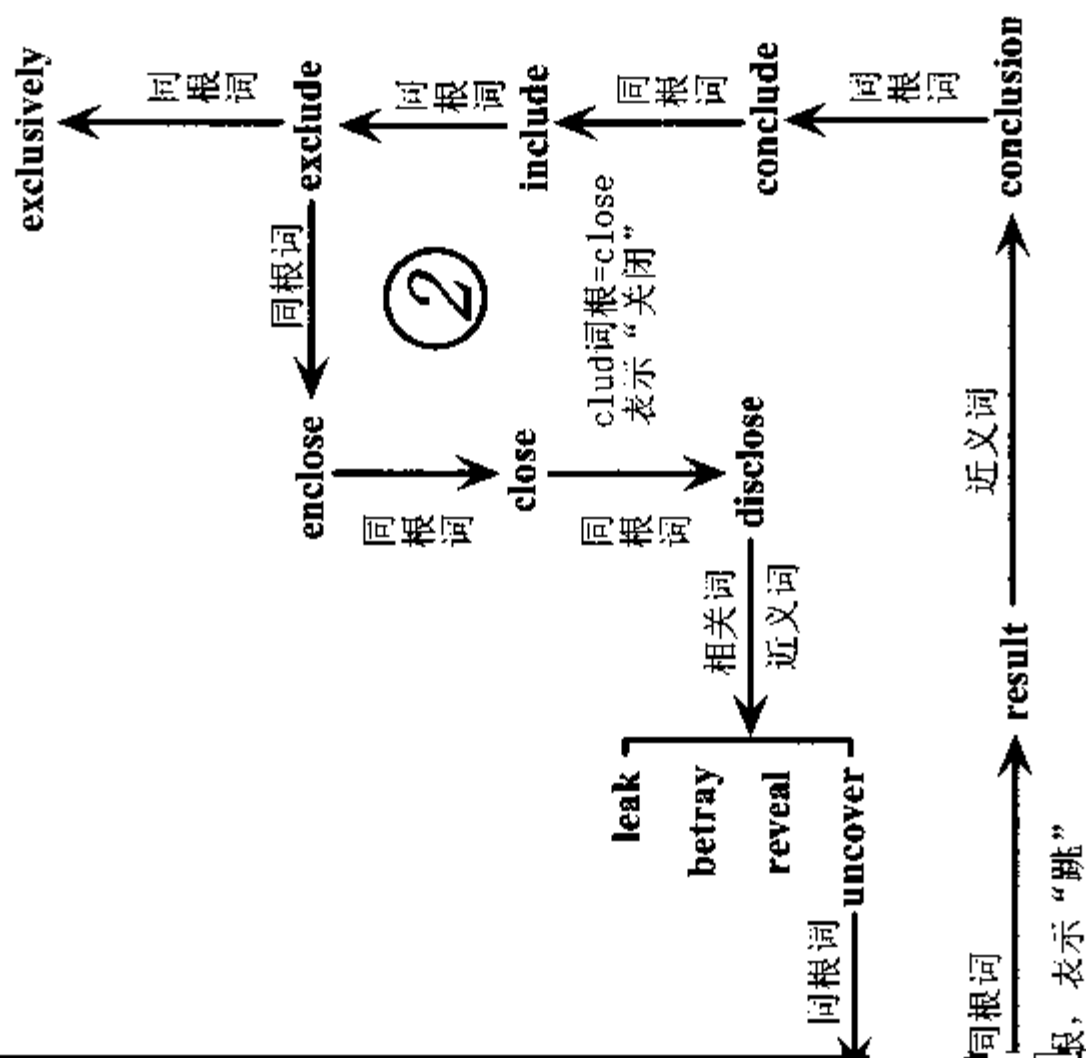 exclusively
同根词
同根词
enclose
exclude
同根词
②
同根词
close
include
clud词根=close
表示“关闭”
同根词
同根词
leak
betray
reveal
uncover
相关词
近义词
disclose
conclude
同根词
同根词
同根词
近义词
result
conclusion
根，表示“跳”